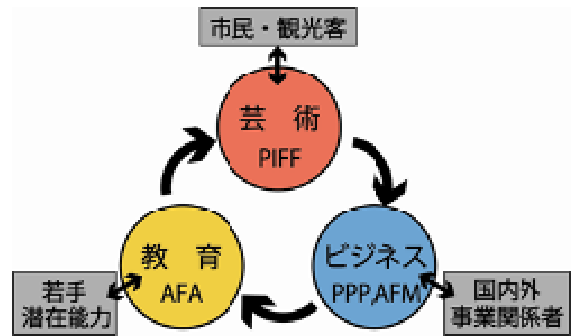 市民・観光客
芸 術
PIFF
教 育
AFA
ビジネス
PPP,AFM
若手
潜在能力
国内外
事業関係者